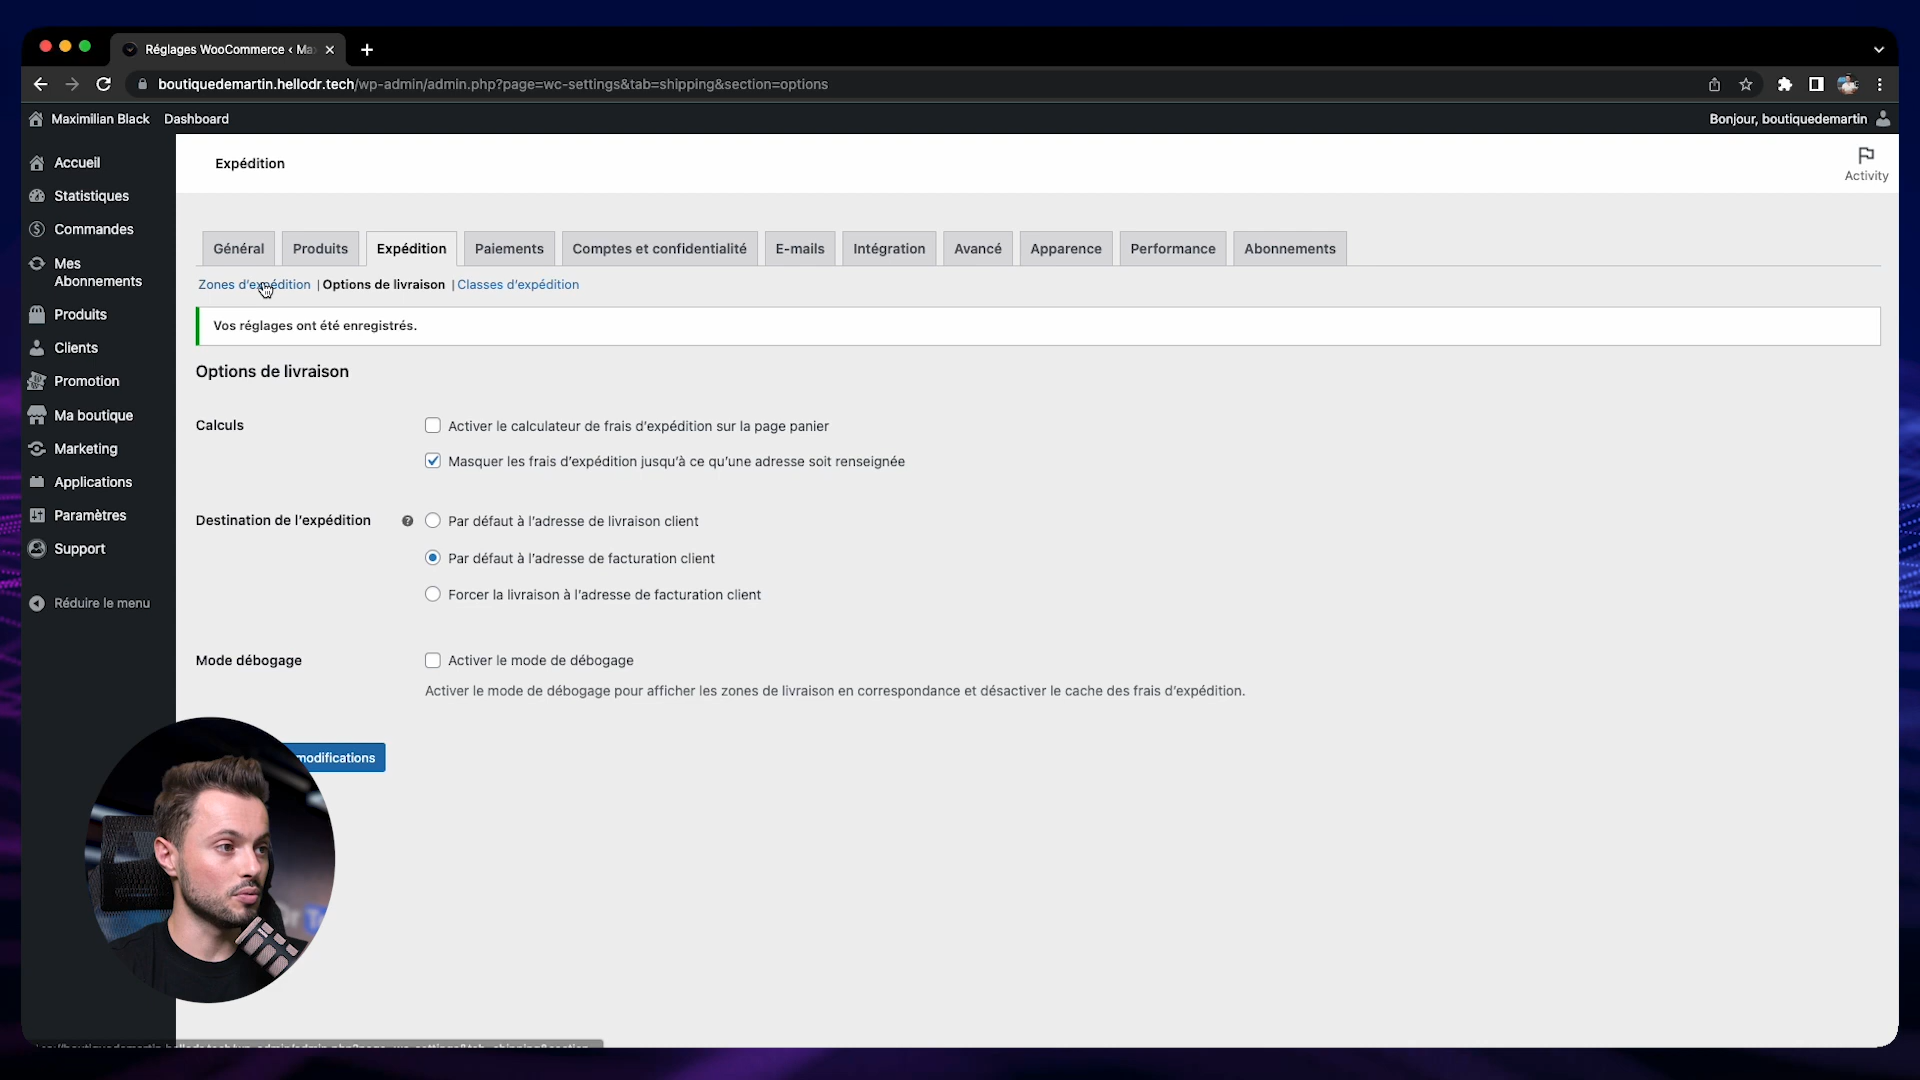 Réglages WooCommerce ‹ Ma
boutiquedemartin.hellodr.tech/wp-admin/admin.php?page=wc-settings&tab=shipping&section=options
Maximilian Black Dashboard
Bonjour, boutiquedemartin
Accueil
Statistiques
Commandes
Mes
Abonnements
Produits
Clients
Promotion
Ma boutique
Marketing
Applications
Paramètres
Support
Réduire le menu
Expédition
Activity
Général Produits Expédition Paiements Comptes et confidentialité E-mails Intégration Avancé Apparence Performance Abonnements
Zones d'expédition | Options de livraison | Classes d'expédition
Vos réglages ont été enregistrés.
Options de livraison
Calculs
Activer le calculateur de frais d'expédition sur la page panier
Masquer les frais d'expédition jusqu'à ce qu'une adresse soit renseignée
Destination de l'expédition
Par défaut à l'adresse de livraison client
Par défaut à l'adresse de facturation client
Forcer la livraison à l'adresse de facturation client
Mode débogage
Activer le mode de débogage
Activer le mode de débogage pour afficher les zones de livraison en correspondance et désactiver le cache des frais d'expédition.
modifications